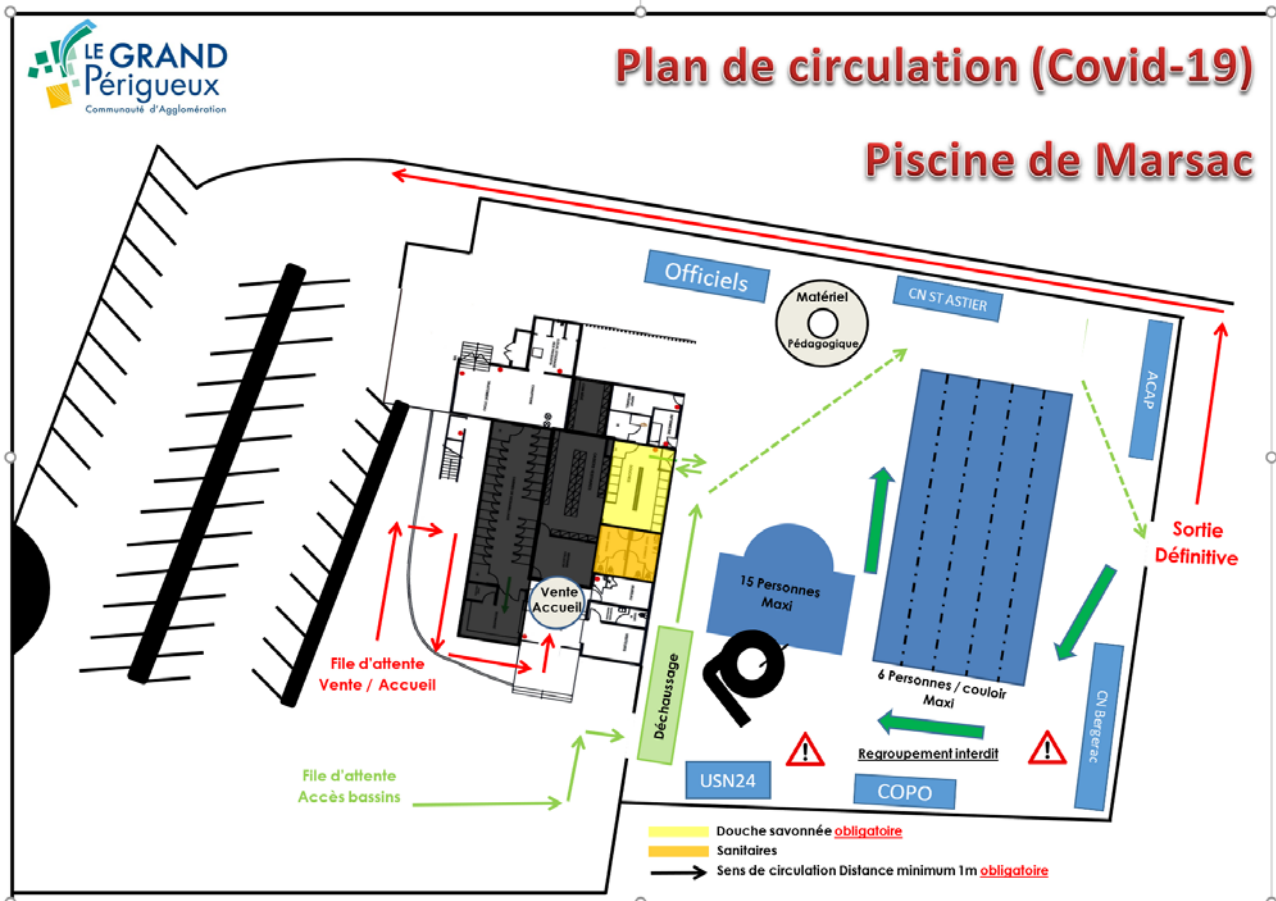 LE GRAND
Périgueux
Communauté d'Agglomération
Plan de circulation (Covid-19)
Piscine de Marsac
Officiels
Matériel
Pédagogique
CN ST ASTIER
ACAP
Sortie
Définitive
15 Personnes
Maxi
Vente
Accueil
File d'attente
Vente / Accueil
Déchaussage
6 Personnes / couloir
Maxi
CN Bergerac
Regroupement interdit
File d'attente
Accès bassins
USN24
COPO
Douche savonnée obligatoire
Sanitaires
Sens de circulation Distance minimum 1m obligatoire